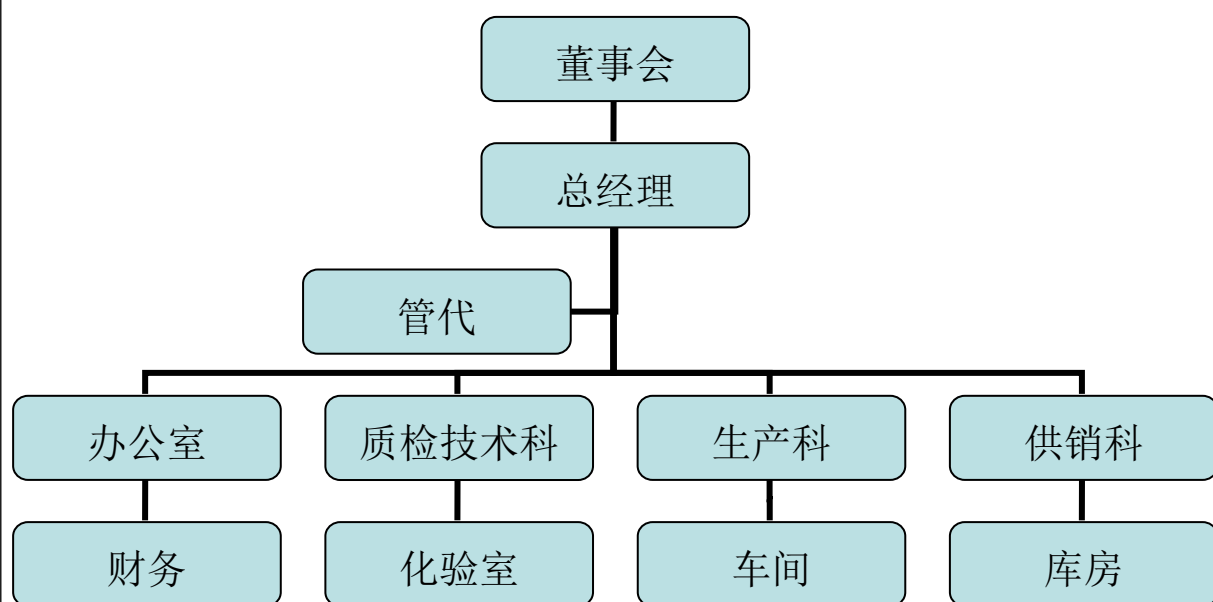 董事会
总经理
管代
办公室
质检技术科
生产科
供销科
财务
化验室
车间
库房